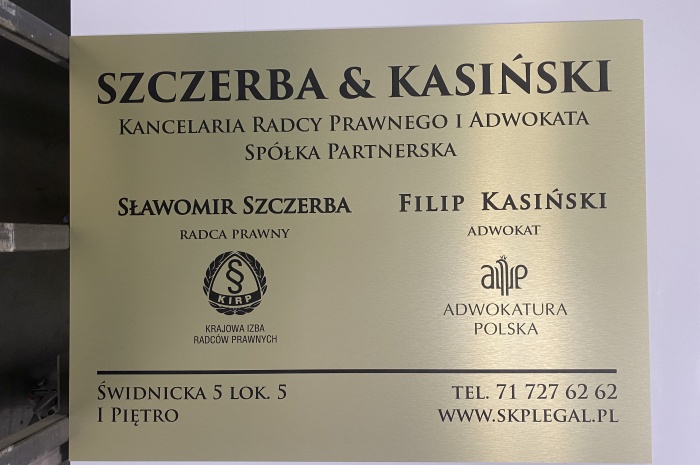 SZCZERBA & KASIŃSKI
KANCELARIA RADCY PRAWNEGO I ADWOKATA
SPÓŁKA PARTNERSKA
SŁAWOMIR SZCZERBA
RADCA PRAWNY
§
KIRP
KRAJOWA IZBA
RADCÓW PRAWNYCH
FILIP KASIŃSKI
ADWOKAT
adwp
ADWOKATURA
POLSKA
ŚWIDNICKA 5 LOK. 5
I PIĘTRO
TEL. 71 727 62 62
WWW.SKPLEGAL.PL